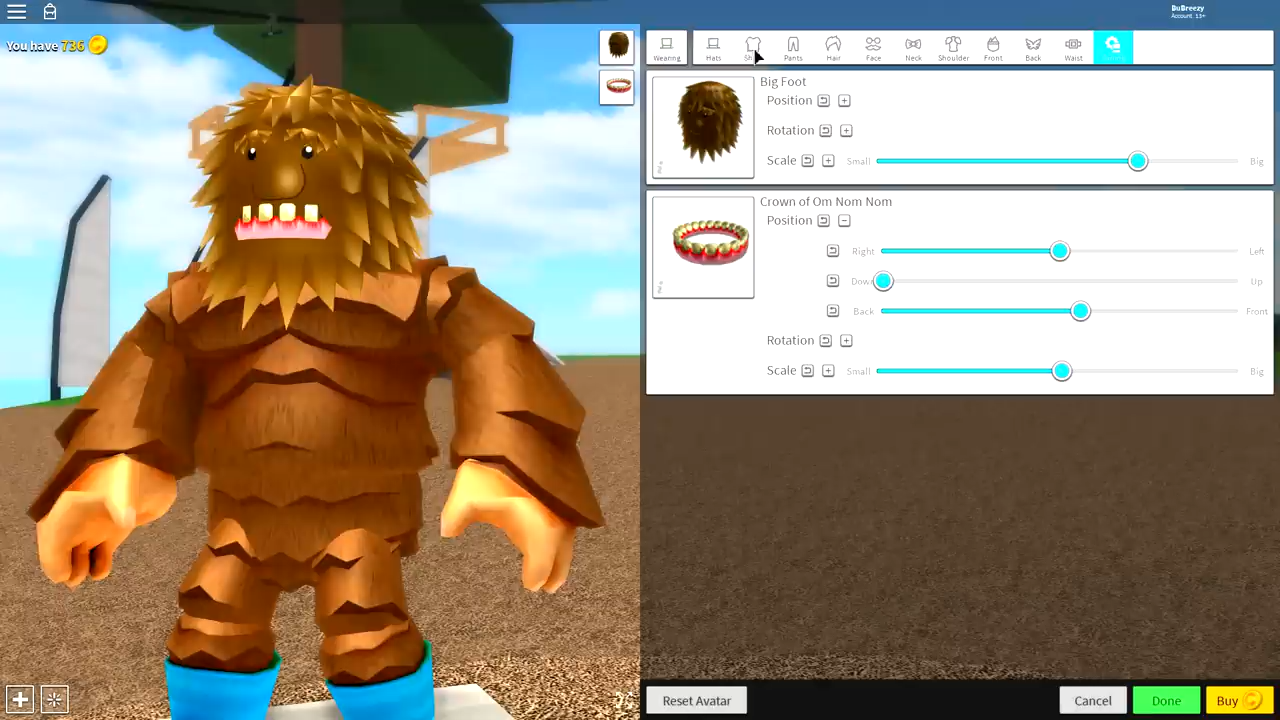 DuBreezy
Account: 13+
You have 736
Wearing
Hats
Pants
Hair
Face
Neck
Shoulder
Front
Back
Waist
Big Foot
Position
Rotation
Scale
Small
Big
Crown of Om Nom Nom
Position
Right
Left
Down
Up
Back
Front
Rotation
Scale
Small
Big
Reset Avatar
Cancel
Done
Buy